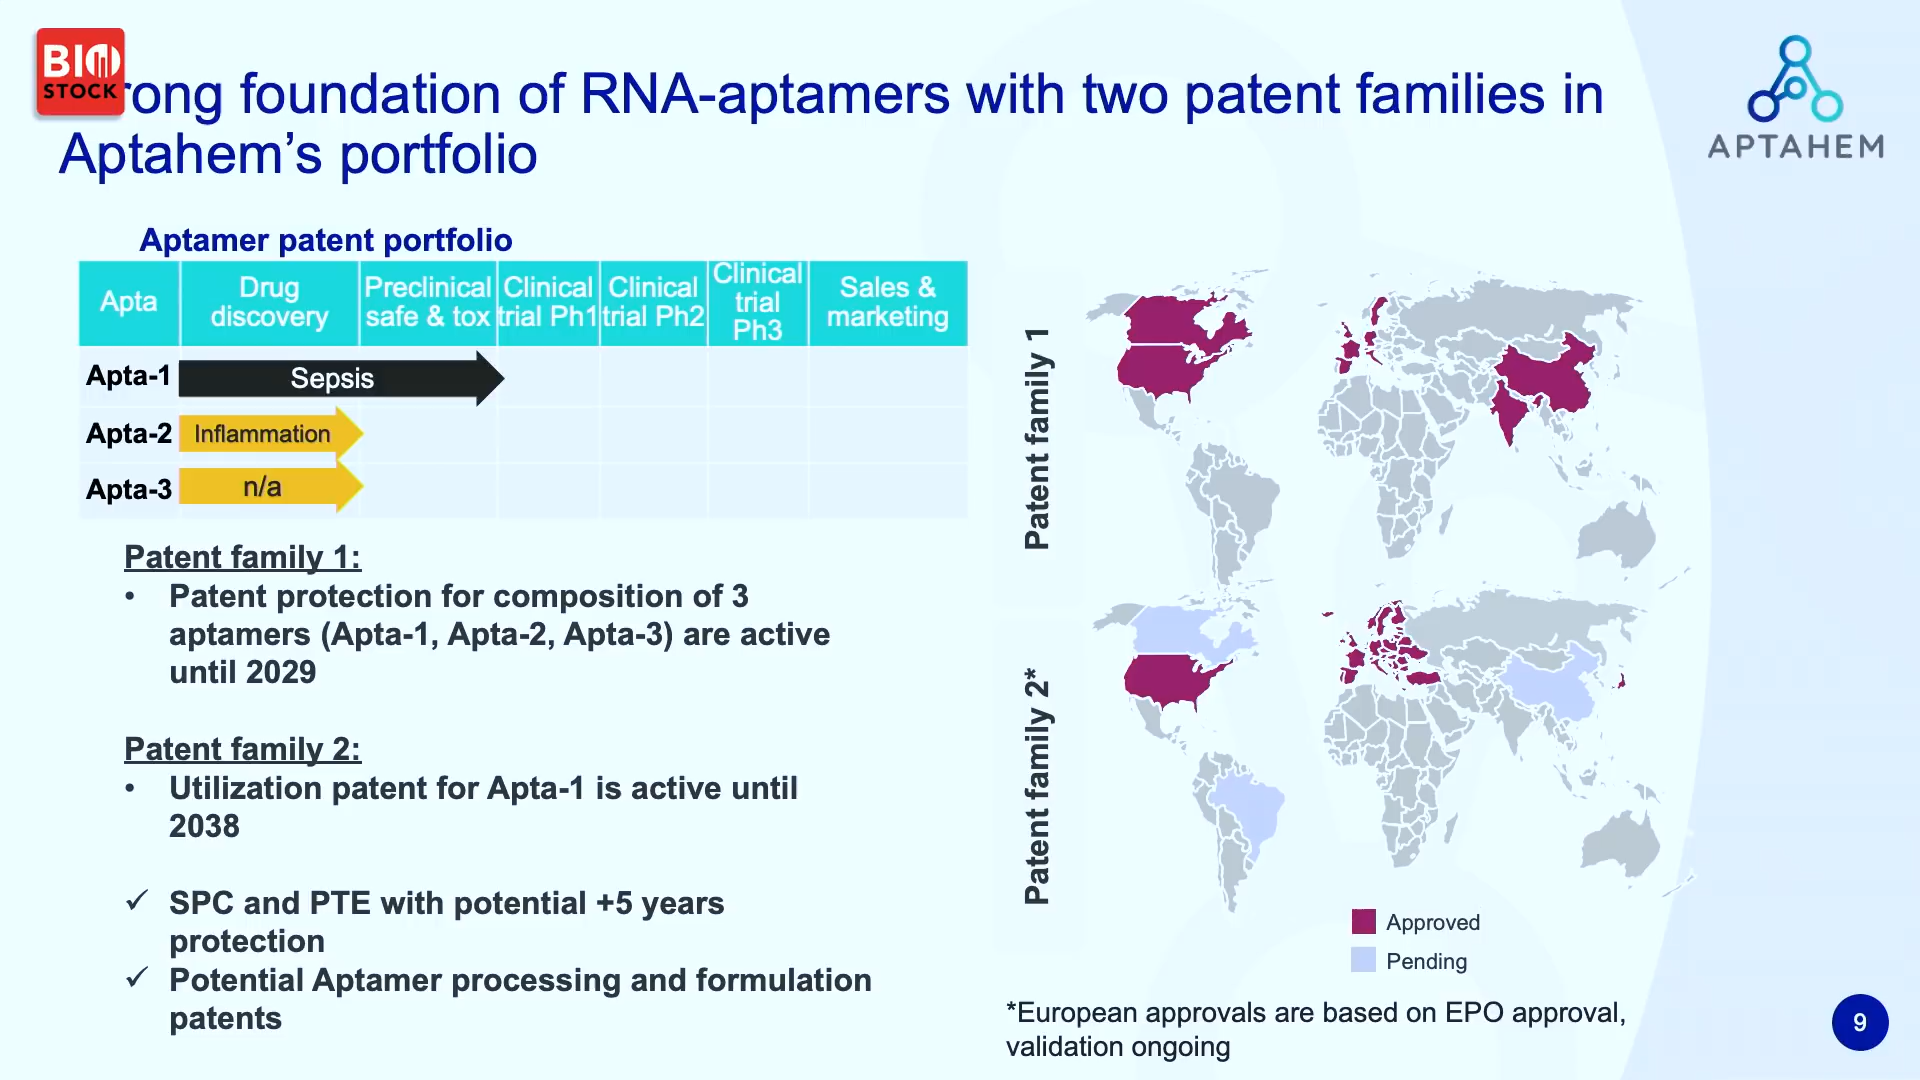 BIO
STOCK
rong foundation of RNA-aptamers with two patent families in
Aptahem’s portfolio
APTAHEM
Aptamer patent portfolio
Apta
Drug
discovery
Preclinical
safe & tox
Clinical
trial Ph1
Clinical
trial Ph2
Clinical
trial
Ph3
Sales &
marketing
Apta-1
Sepsis
Apta-2
Inflammation
Apta-3
n/a
Patent family 1:
• Patent protection for composition of 3
aptamers (Apta-1, Apta-2, Apta-3) are active
until 2029
Patent family 2:
• Utilization patent for Apta-1 is active until
2038
✓ SPC and PTE with potential +5 years
protection
✓ Potential Aptamer processing and formulation
patents
Patent family 1
Patent family 2*
Approved
Pending
*European approvals are based on EPO approval,
validation ongoing
9